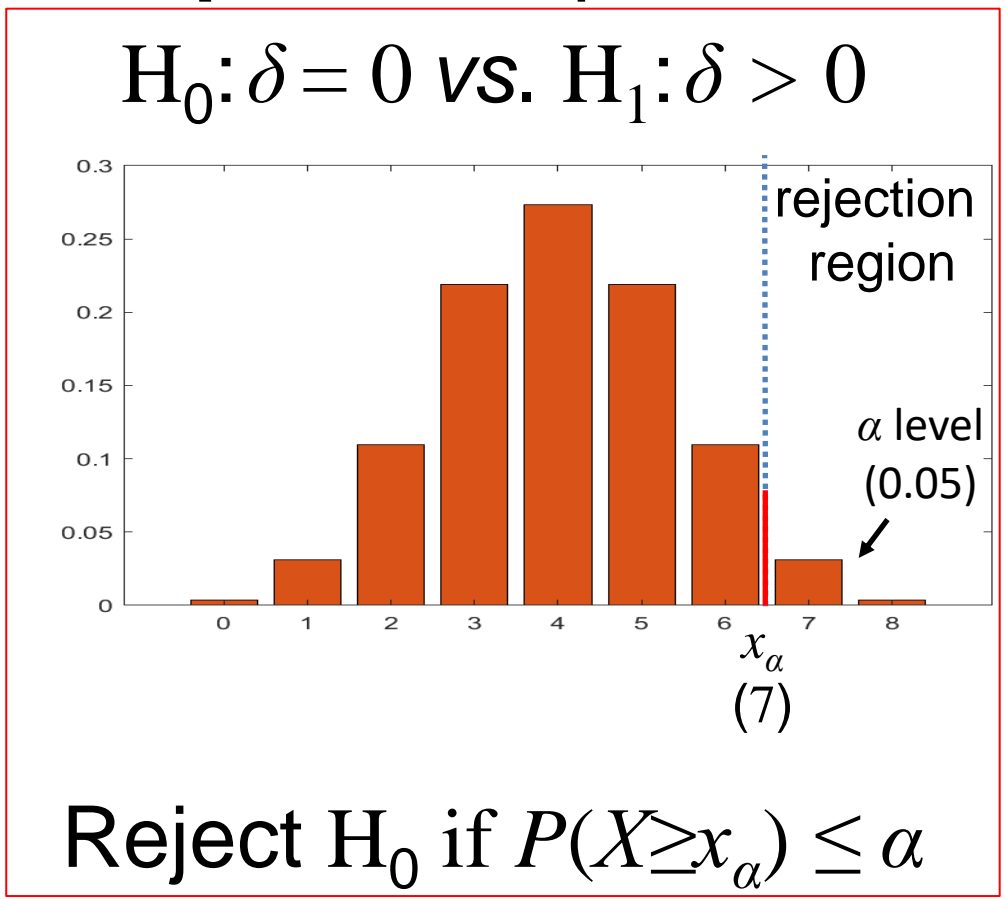 H₀: δ = 0 vs. H₁: δ > 0
0.3
0.25
0.2
0.15
0.1
0.05
0
rejection
region
α level
(0.05)
0 1 2 3 4 5 6 7 8
xα
(7)
Reject H₀ if P(X≥xα) ≤ α